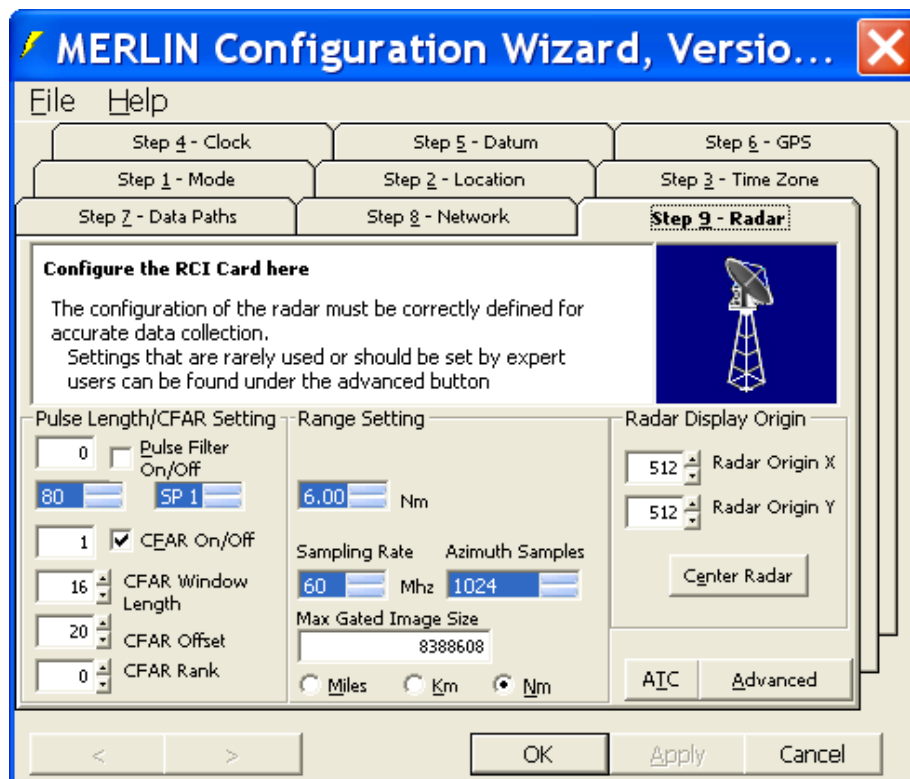 MERLIN Configuration Wizard, Versio...
File Help
Step 4 - Clock
Step 5 - Datum
Step 6 - GPS
Step 1 - Mode
Step 2 - Location
Step 3 - Time Zone
Step 7 - Data Paths
Step 8 - Network
Step 9 - Radar
Configure the RCI Card here
The configuration of the radar must be correctly defined for
accurate data collection.
Settings that are rarely used or should be set by expert
users can be found under the advanced button
Pulse Length/CFAR Setting
0
Pulse Filter
On/Off
80
SP 1
1
CFAR On/Off
16
CFAR Window
Length
20
CFAR Offset
0
CFAR Rank
Range Setting
6.00 Nm
Sampling Rate
60 Mhz
Azimuth Samples
1024
Max Gated Image Size
8388608
Miles Km Nm
Radar Display Origin
512 Radar Origin X
512 Radar Origin Y
Center Radar
ATC
Advanced
<
>
OK
Apply
Cancel